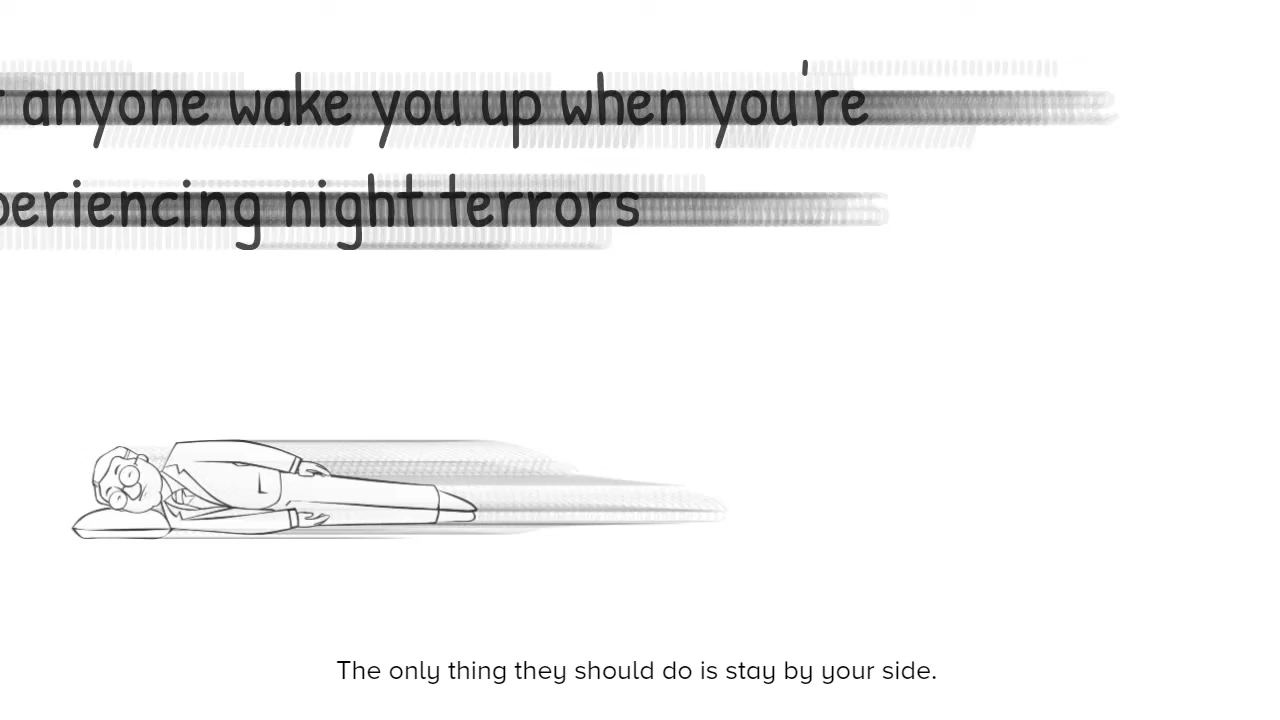 anyone wake you up when you're
periencing night terrors
The only thing they should do is stay by your side.